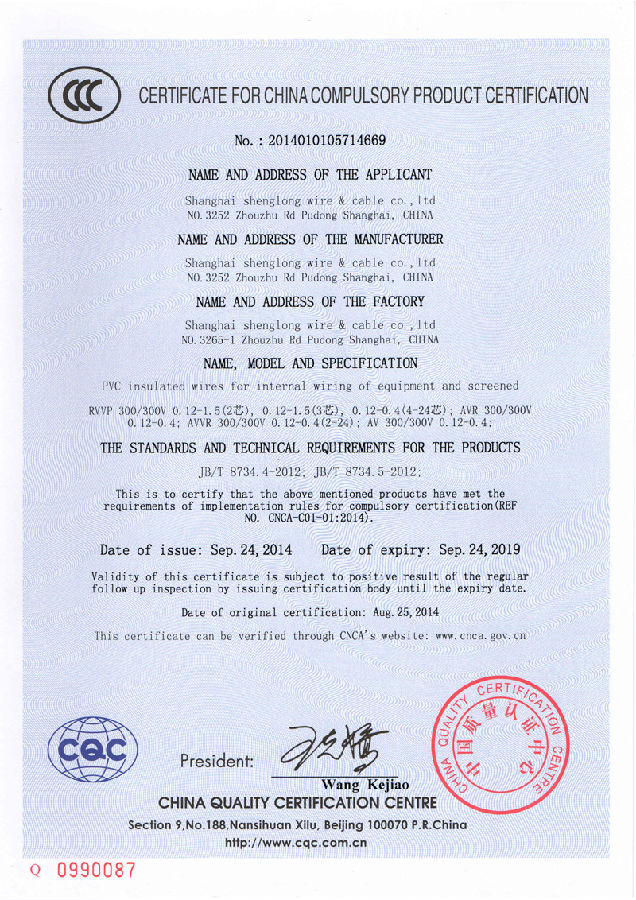 CCC
CERTIFICATE FOR CHINA COMPULSORY PRODUCT CERTIFICATION
No. : 2014010105714669
NAME AND ADDRESS OF THE APPLICANT
Shanghai shenglong wire & cable co.,ltd
NO.3252 Zhouzhu Rd Pudong Shanghai, CHINA
NAME AND ADDRESS OF THE MANUFACTURER
Shanghai shenglong wire & cable co.,ltd
NO.3252 Zhouzhu Rd Pudong Shanghai, CHINA
NAME AND ADDRESS OF THE FACTORY
Shanghai shenglong wire & cable co.,ltd
NO.3265-1 Zhouzhu Rd Pudong Shanghai, CHINA
NAME, MODEL AND SPECIFICATION
PVC insulated wires for internal wiring of equipment and screened
RVVP 300/300V 0.12-1.5(2芯), 0.12-1.5(3芯), 0.12-0.4(4-24芯); AVR 300/300V
0.12-0.4; AVVR 300/300V 0.12-0.4(2-24); AV 300/300V 0.12-0.4;
THE STANDARDS AND TECHNICAL REQUIREMENTS FOR THE PRODUCTS
JB/T 8734.4-2012; JB/T 8734.5-2012;
This is to certify that the above mentioned products have met the
requirements of implementation rules for compulsory certification(REF
NO. CNCA-C01-01:2014).
Date of issue: Sep.24,2014 Date of expiry: Sep.24,2019
Validity of this certificate is subject to positive result of the regular
follow up inspection by issuing certification body until the expiry date.
Date of original certification: Aug.25,2014
This certificate can be verified through CNCA's website: www.cnca.gov.cn
CQC
President:
Wang Kejiao
CHINA QUALITY CERTIFICATION CENTRE
中国质量认证中心
CHINA QUALITY CERTIFICATION CENTRE
Section 9,No.188,Nansihuan Xilu, Beijing 100070 P.R.China
http://www.cqc.com.cn
Q 0990087